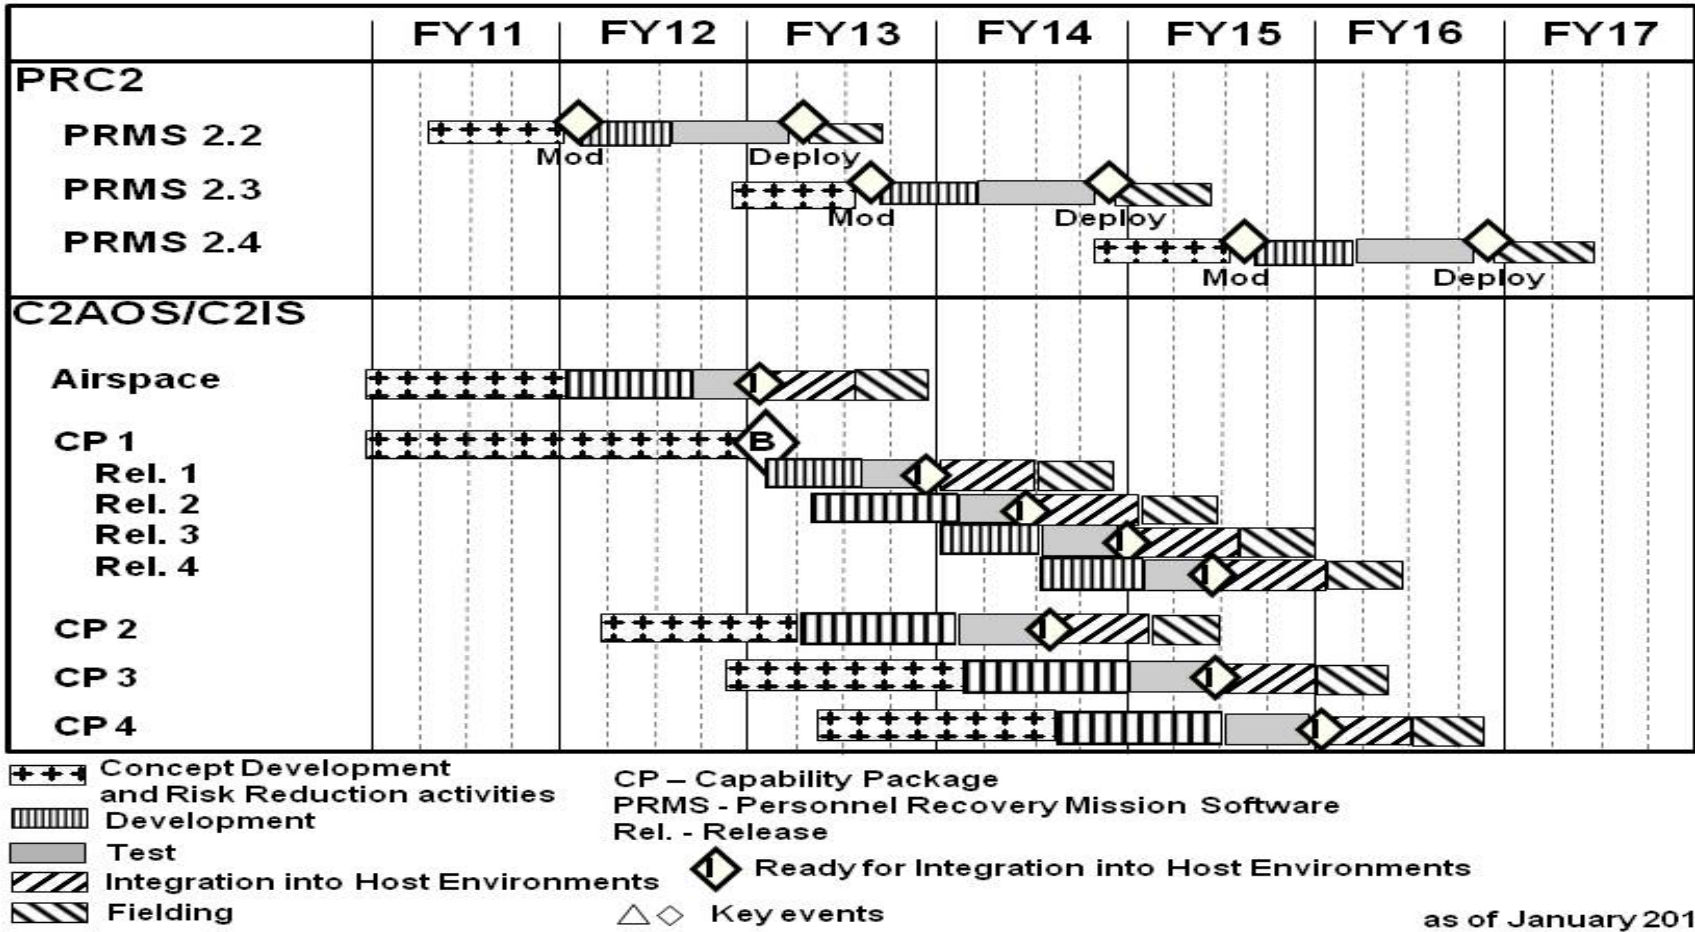 FY11 FY12 FY13 FY14 FY15 FY16 FY17
PRC2
PRMS 2.2
Mod Deploy
PRMS 2.3
Mod Deploy
PRMS 2.4
Mod Deploy
C2AOS/C2IS
Airspace I
CP 1 B
Rel. 1 I
Rel. 2 I
Rel. 3 I
Rel. 4 I
CP 2 I
CP 3 I
CP 4 I
Concept Development
and Risk Reduction activities
Development
Test
Integration into Host Environments
Fielding
CP – Capability Package
PRMS - Personnel Recovery Mission Software
Rel. - Release
I Ready for Integration into Host Environments
Key events
as of January 201